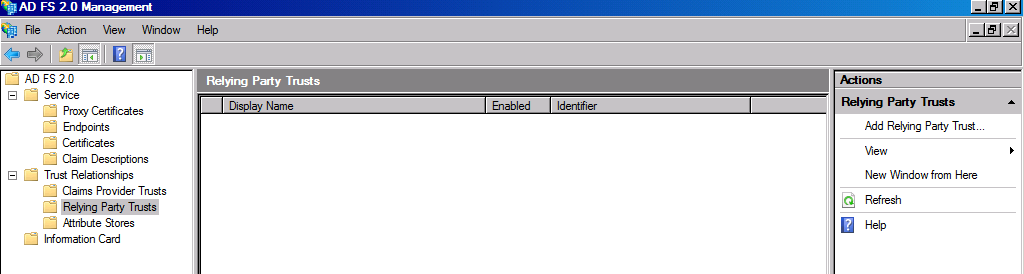 AD FS 2.0 Management
File Action View Window Help
AD FS 2.0
Service
Proxy Certificates
Endpoints
Certificates
Claim Descriptions
Trust Relationships
Claims Provider Trusts
Relying Party Trusts
Attribute Stores
Information Card
Relying Party Trusts
Display Name Enabled Identifier
Actions
Relying Party Trusts
Add Relying Party Trust...
View
New Window from Here
Refresh
Help